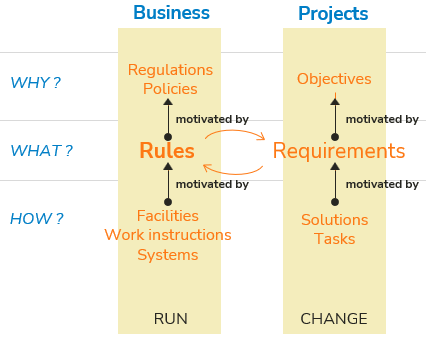 Business
Projects
WHY ?
Regulations
Policies
Objectives
motivated by
motivated by
WHAT ?
Rules
Requirements
motivated by
motivated by
HOW ?
Facilities
Work instructions
Systems
Solutions
Tasks
RUN
CHANGE